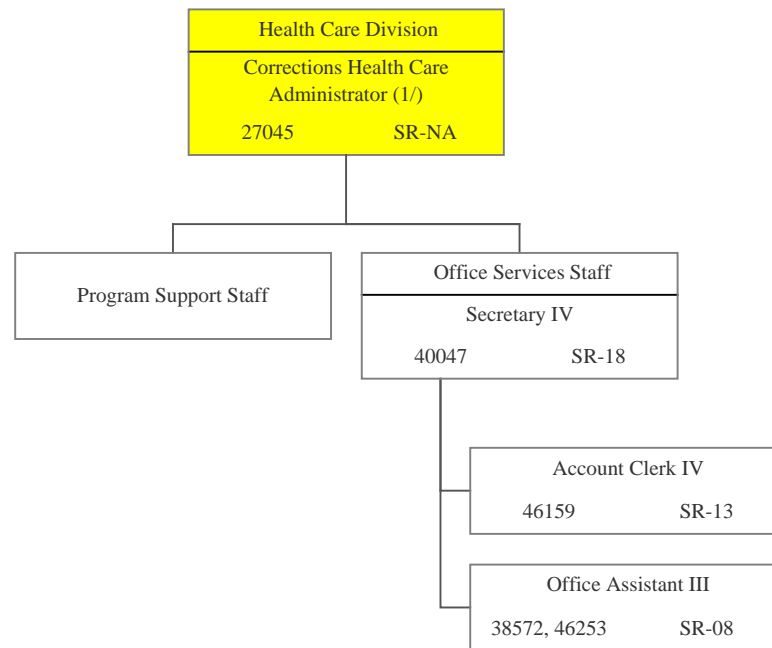 Health Care Division
Corrections Health Care
Administrator (1/)
27045 SR-NA
Program Support Staff
Office Services Staff
Secretary IV
40047 SR-18
Account Clerk IV
46159 SR-13
Office Assistant III
38572, 46253 SR-08